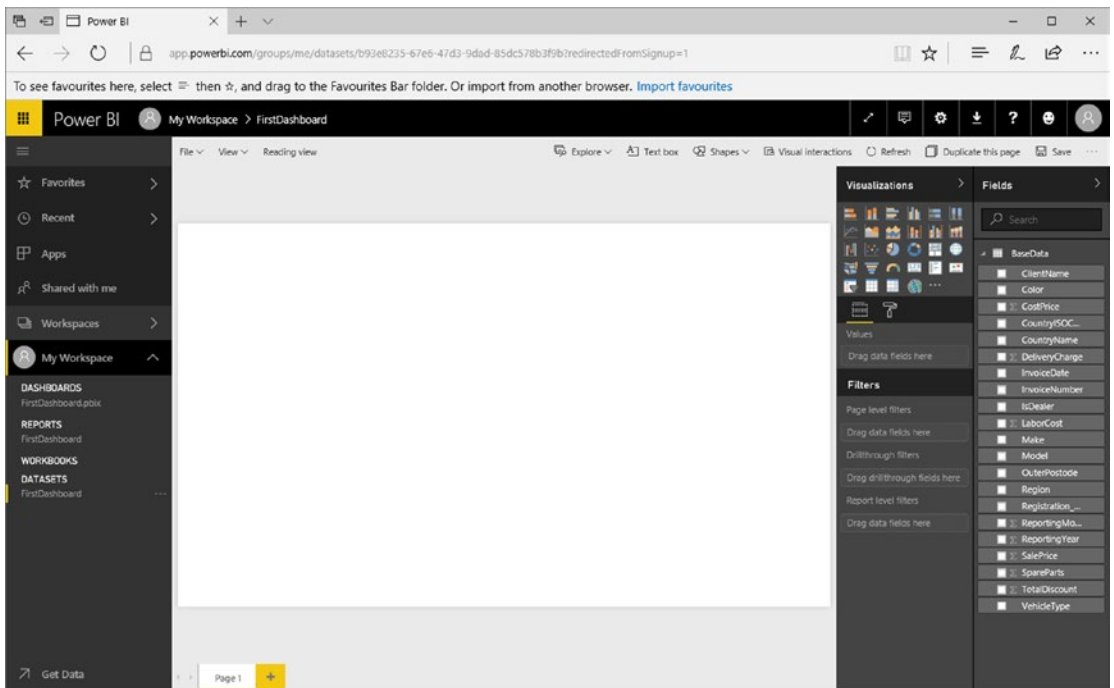 Power BI
app.powerbi.com/groups/me/datasets/b93e8235-67e6-47d3-9dad-85dc578b3f9b?redirectedFromSignup=1
To see favourites here, select ≡ then ☆, and drag to the Favourites Bar folder. Or import from another browser. Import favourites
Power BI My Workspace > FirstDashboard ?
File View Reading view Explore Text box Shapes Visual interactions Refresh Duplicate this page Save ...
Favorites
Recent
Apps
Shared with me
Workspaces
My Workspace
DASHBOARDS
FirstDashboard.pbix
REPORTS
FirstDashboard
WORKBOOKS
DATASETS
FirstDashboard ...
Get Data
Page 1 +
Visualizations
Values
Drag data fields here
Filters
Page level filters
Drag data fields here
Drillthrough filters
Drag drillthrough fields here
Report level filters
Drag data fields here
Fields
Search
BaseData
ClientName
Color
Σ CostPrice
CountryISOC...
CountryName
Σ DeliveryCharge
InvoiceDate
InvoiceNumber
IsDealer
Σ LaborCost
Make
Model
OuterPostode
Region
Registration_...
Σ ReportingMo...
Σ ReportingYear
Σ SalePrice
Σ SpareParts
Σ TotalDiscount
VehicleType